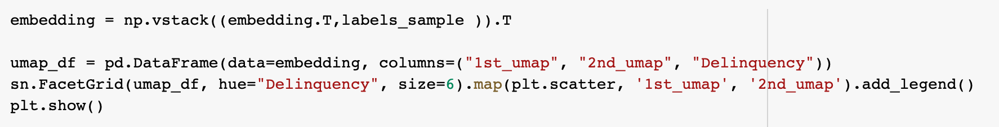 embedding = np.vstack((embedding.T,labels_sample )).T
umap_df = pd.DataFrame(data=embedding, columns=("1st_umap", "2nd_umap", "Delinquency"))
sn.FacetGrid(umap_df, hue="Delinquency", size=6).map(plt.scatter, '1st_umap', '2nd_umap').add_legend()
plt.show()